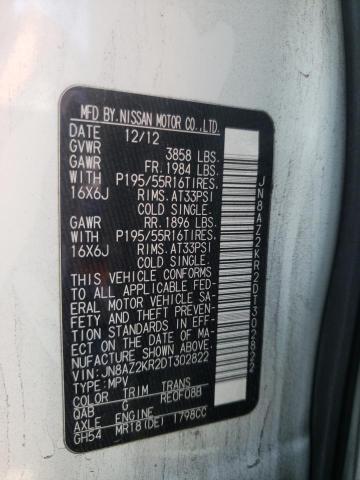 MFD BY.NISSAN MOTOR CO.,LTD.
DATE 12/12
GVWR 3858 LBS.
GAWR FR.1984 LBS.
WITH P195/55R16TIRES.
16X6J RIMS.AT33PSI
COLD SINGLE.
GAWR RR.1896 LBS.
WITH P195/55R16TIRES.
16X6J RIMS.AT33PSI
COLD SINGLE.
THIS VEHICLE CONFORMS
TO ALL APPLICABLE FED-
ERAL MOTOR VEHICLE SA-
FETY AND THEFT PREVEN-
TION STANDARDS IN EFF-
ECT ON THE DATE OF MA-
NUFACTURE SHOWN ABOVE.
VIN:JN8AZ2KR2DT302822
TYPE:MPV
COLOR TRIM TRANS
QAB G RE0F08B
AXLE ENGINE
GH54 MR18(DE) 1798CC
JN8AZ2KR2DT302822